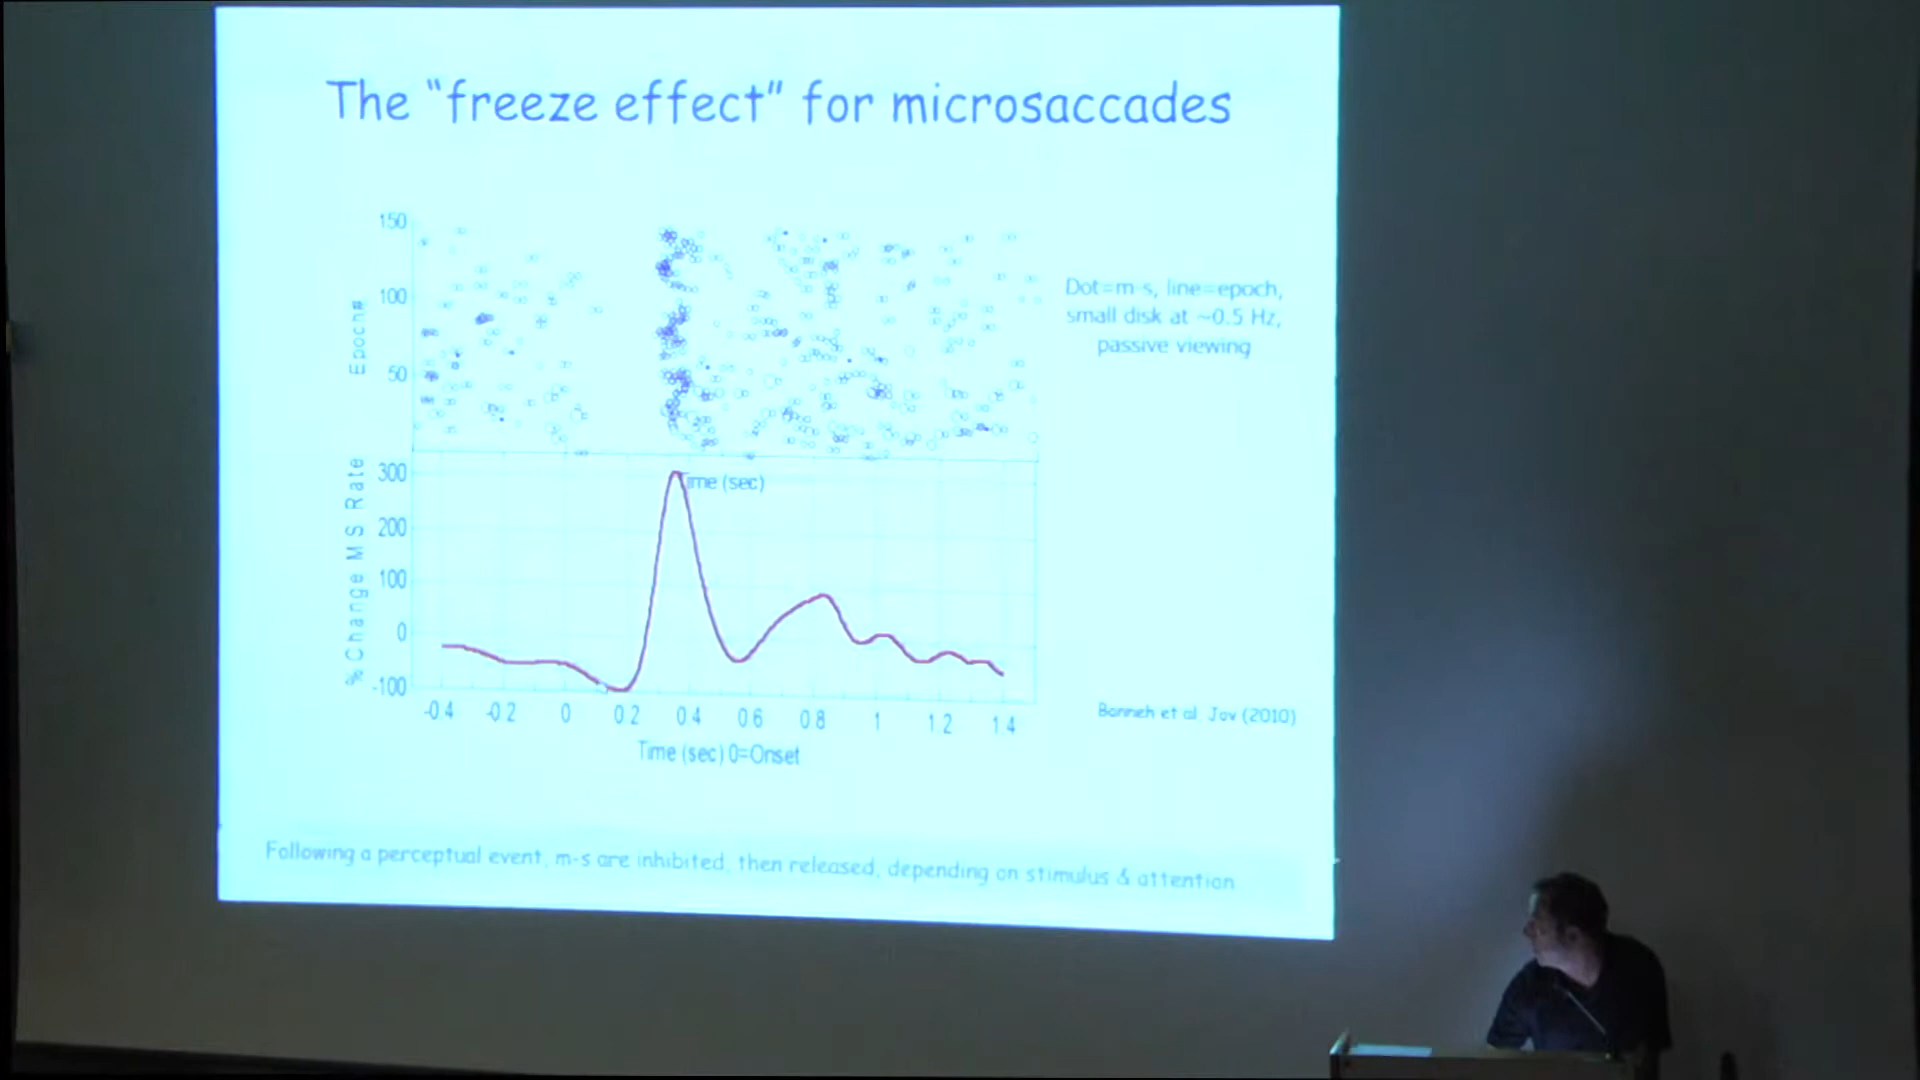 The "freeze effect" for microsaccades
150
100
50
Epoch#
Dot=m-s, line=epoch,
small disk at ~0.5 Hz,
passive viewing
Time (sec)
300
200
100
0
-100
% Change MS Rate
-0.4 -0.2 0 0.2 0.4 0.6 0.8 1 1.2 1.4
Time (sec) 0=Onset
Bonneh et al. Jov (2010)
Following a perceptual event, m-s are inhibited, then released, depending on stimulus & attention